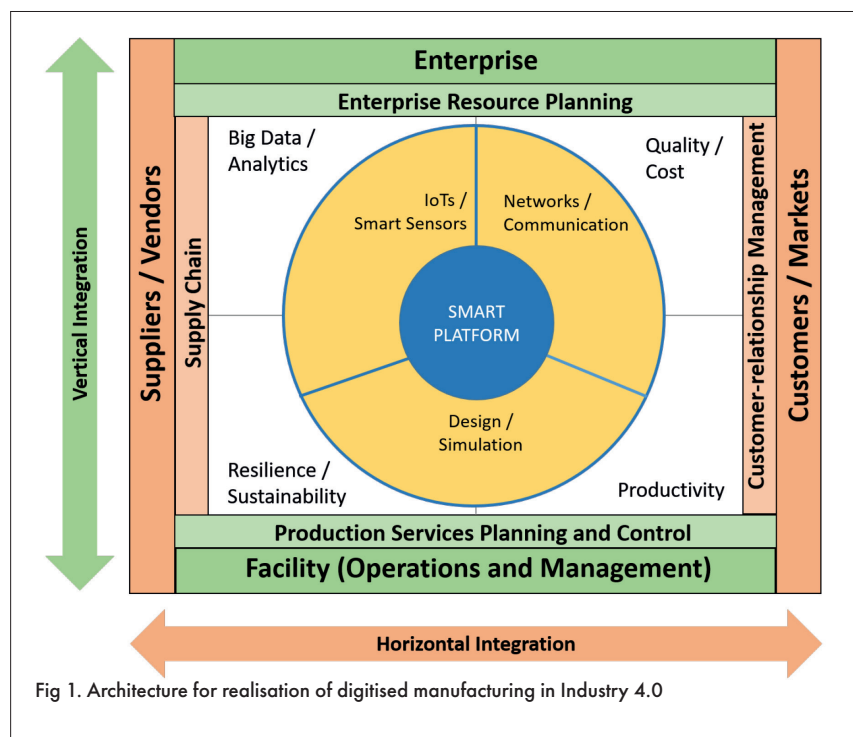 Enterprise
Enterprise Resource Planning
Vertical Integration
Suppliers / Vendors
Supply Chain
Big Data /
Analytics
Quality /
Cost
IoTs /
Smart Sensors
Networks /
Communication
SMART
PLATFORM
Design /
Simulation
Resilience /
Sustainability
Productivity
Customer-relationship Management
Customers / Markets
Production Services Planning and Control
Facility (Operations and Management)
Horizontal Integration
Fig 1. Architecture for realisation of digitised manufacturing in Industry 4.0